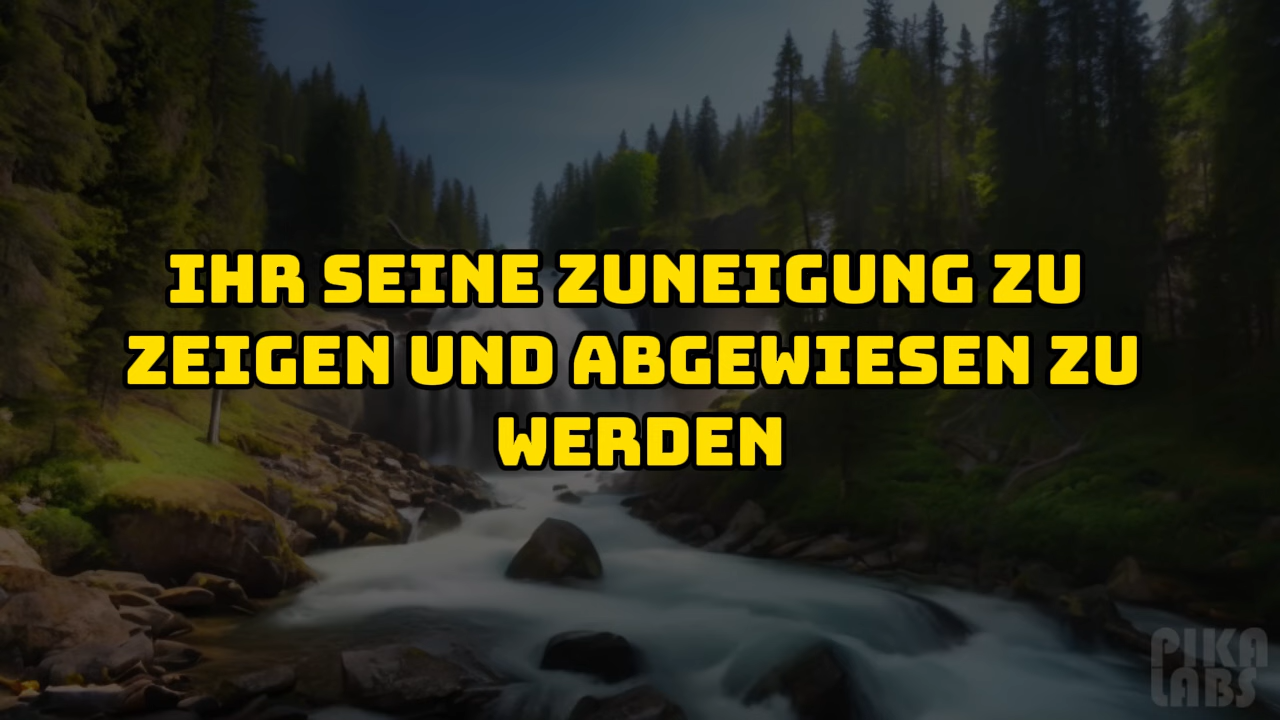 IHR SEINE ZUNEIGUNG ZU
ZEIGEN UND ABGEWIESEN ZU
WERDEN
PIKA
LABS